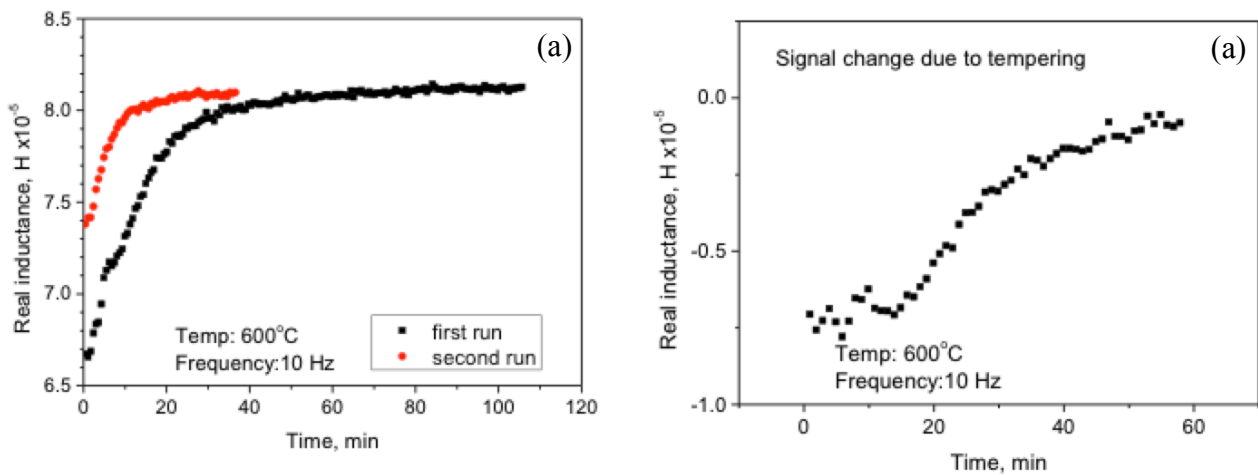 8.5
(a)
8.0
7.5
7.0
6.5
Real inductance, H x10⁻⁵
Temp: 600°C
Frequency:10 Hz
first run
second run
0
20
40
60
80
100
120
Time, min
(a)
Signal change due to tempering
0.0
-0.5
-1.0
Real inductance, H x10⁻⁵
Temp: 600°C
Frequency:10 Hz
0
20
40
60
Time, min